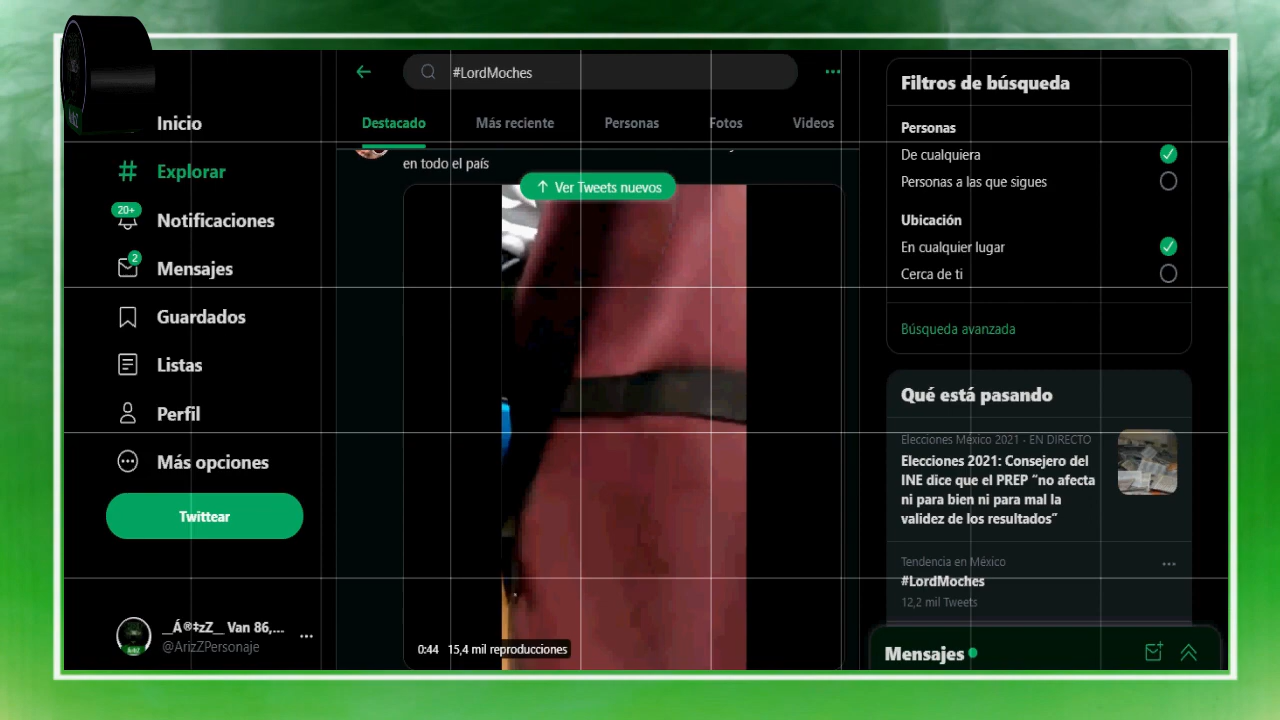 #LordMoches
Inicio
Explorar
20+
Notificaciones
2
Mensajes
Guardados
Listas
Perfil
Más opciones
Twittear
__Á®‡zZ__ Van 86,...
@ArizZPersonaje
Destacado
Más reciente
Personas
Fotos
Videos
en todo el país
Ver Tweets nuevos
0:44 15,4 mil reproducciones
Filtros de búsqueda
Personas
De cualquiera
Personas a las que sigues
Ubicación
En cualquier lugar
Cerca de ti
Búsqueda avanzada
Qué está pasando
Elecciones México 2021 · EN DIRECTO
Elecciones 2021: Consejero del
INE dice que el PREP “no afecta
ni para bien ni para mal la
validez de los resultados”
Tendencia en México
#LordMoches
12,2 mil Tweets
Mensajes